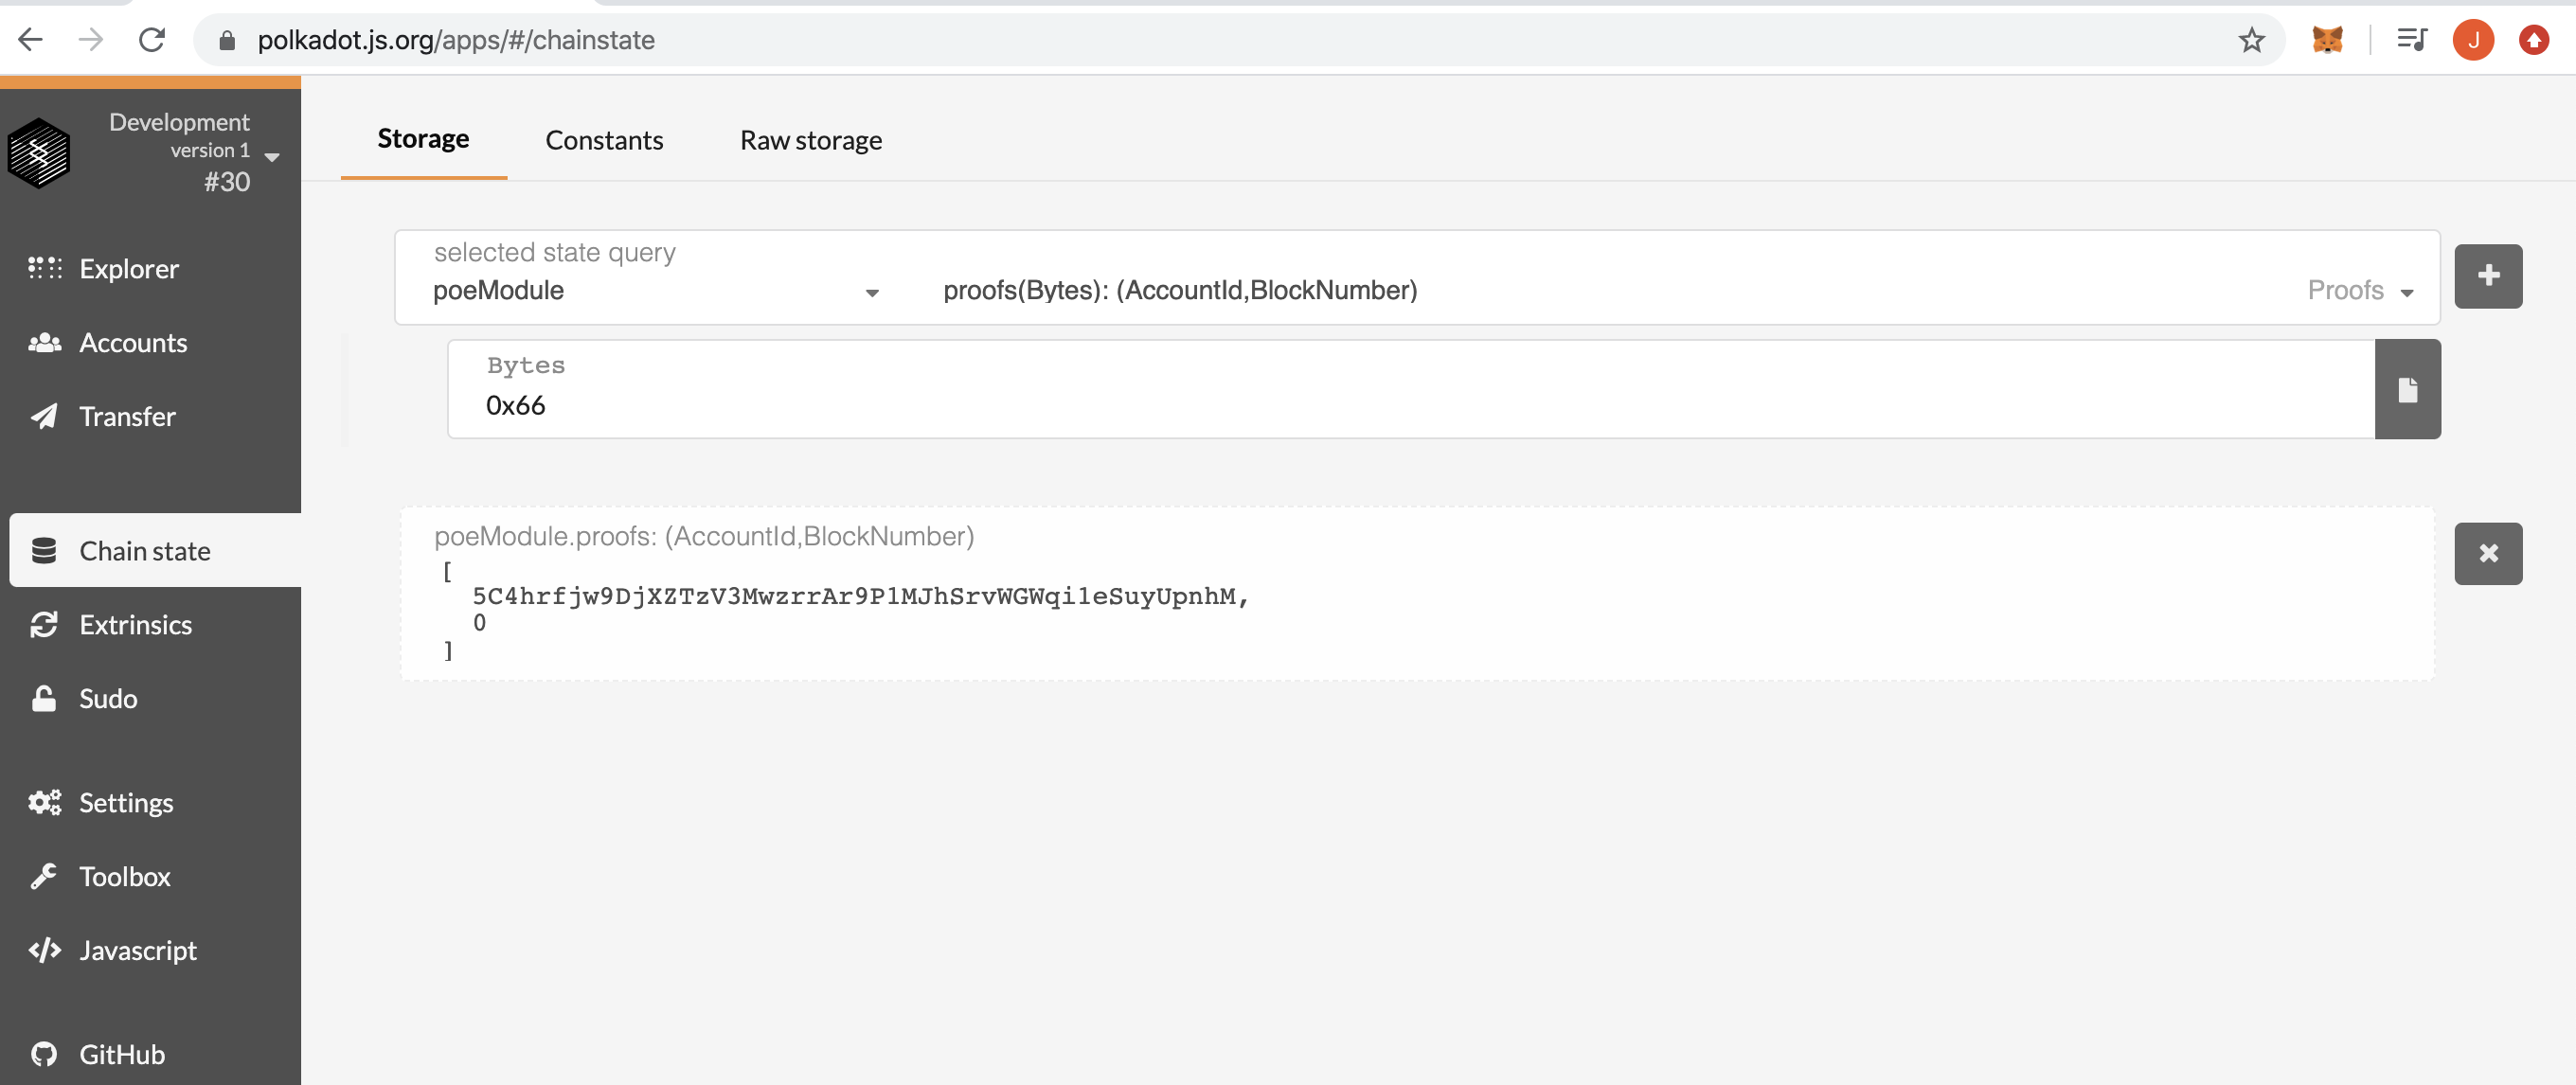 polkadot.js.org/apps/#/chainstate
J
Development
version 1
#30
Explorer
Accounts
Transfer
Chain state
Extrinsics
Sudo
Settings
Toolbox
Javascript
GitHub
Storage Constants Raw storage
selected state query
poeModule proofs(Bytes): (AccountId,BlockNumber) Proofs
Bytes
0x66
poeModule.proofs: (AccountId,BlockNumber)
[
5C4hrfjw9DjXZTzV3MwzrrAr9P1MJhSrvWGWqi1eSuyUpnhM,
0
]